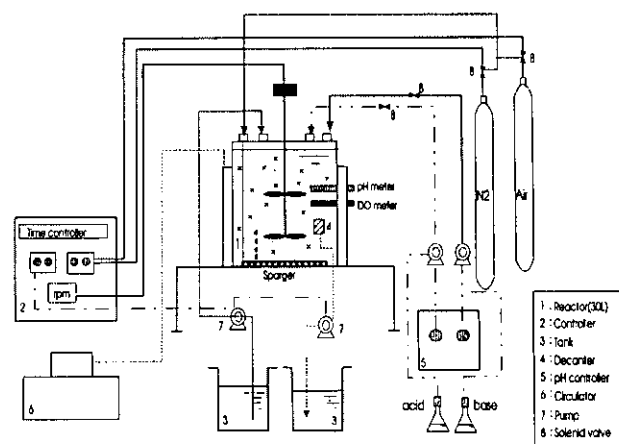 8
8
8
8
pH meter
DO meter
N2
Air
Time controller
1
4
rpm
Sparger
2
7
7
5
6
3
3
acid
base
1 : Reactor(30L)
2 : Controller
3 : Tank
4 : Decanter
5 : pH controller
6 : Circulator
7 : Pump
8 : Solenid valve